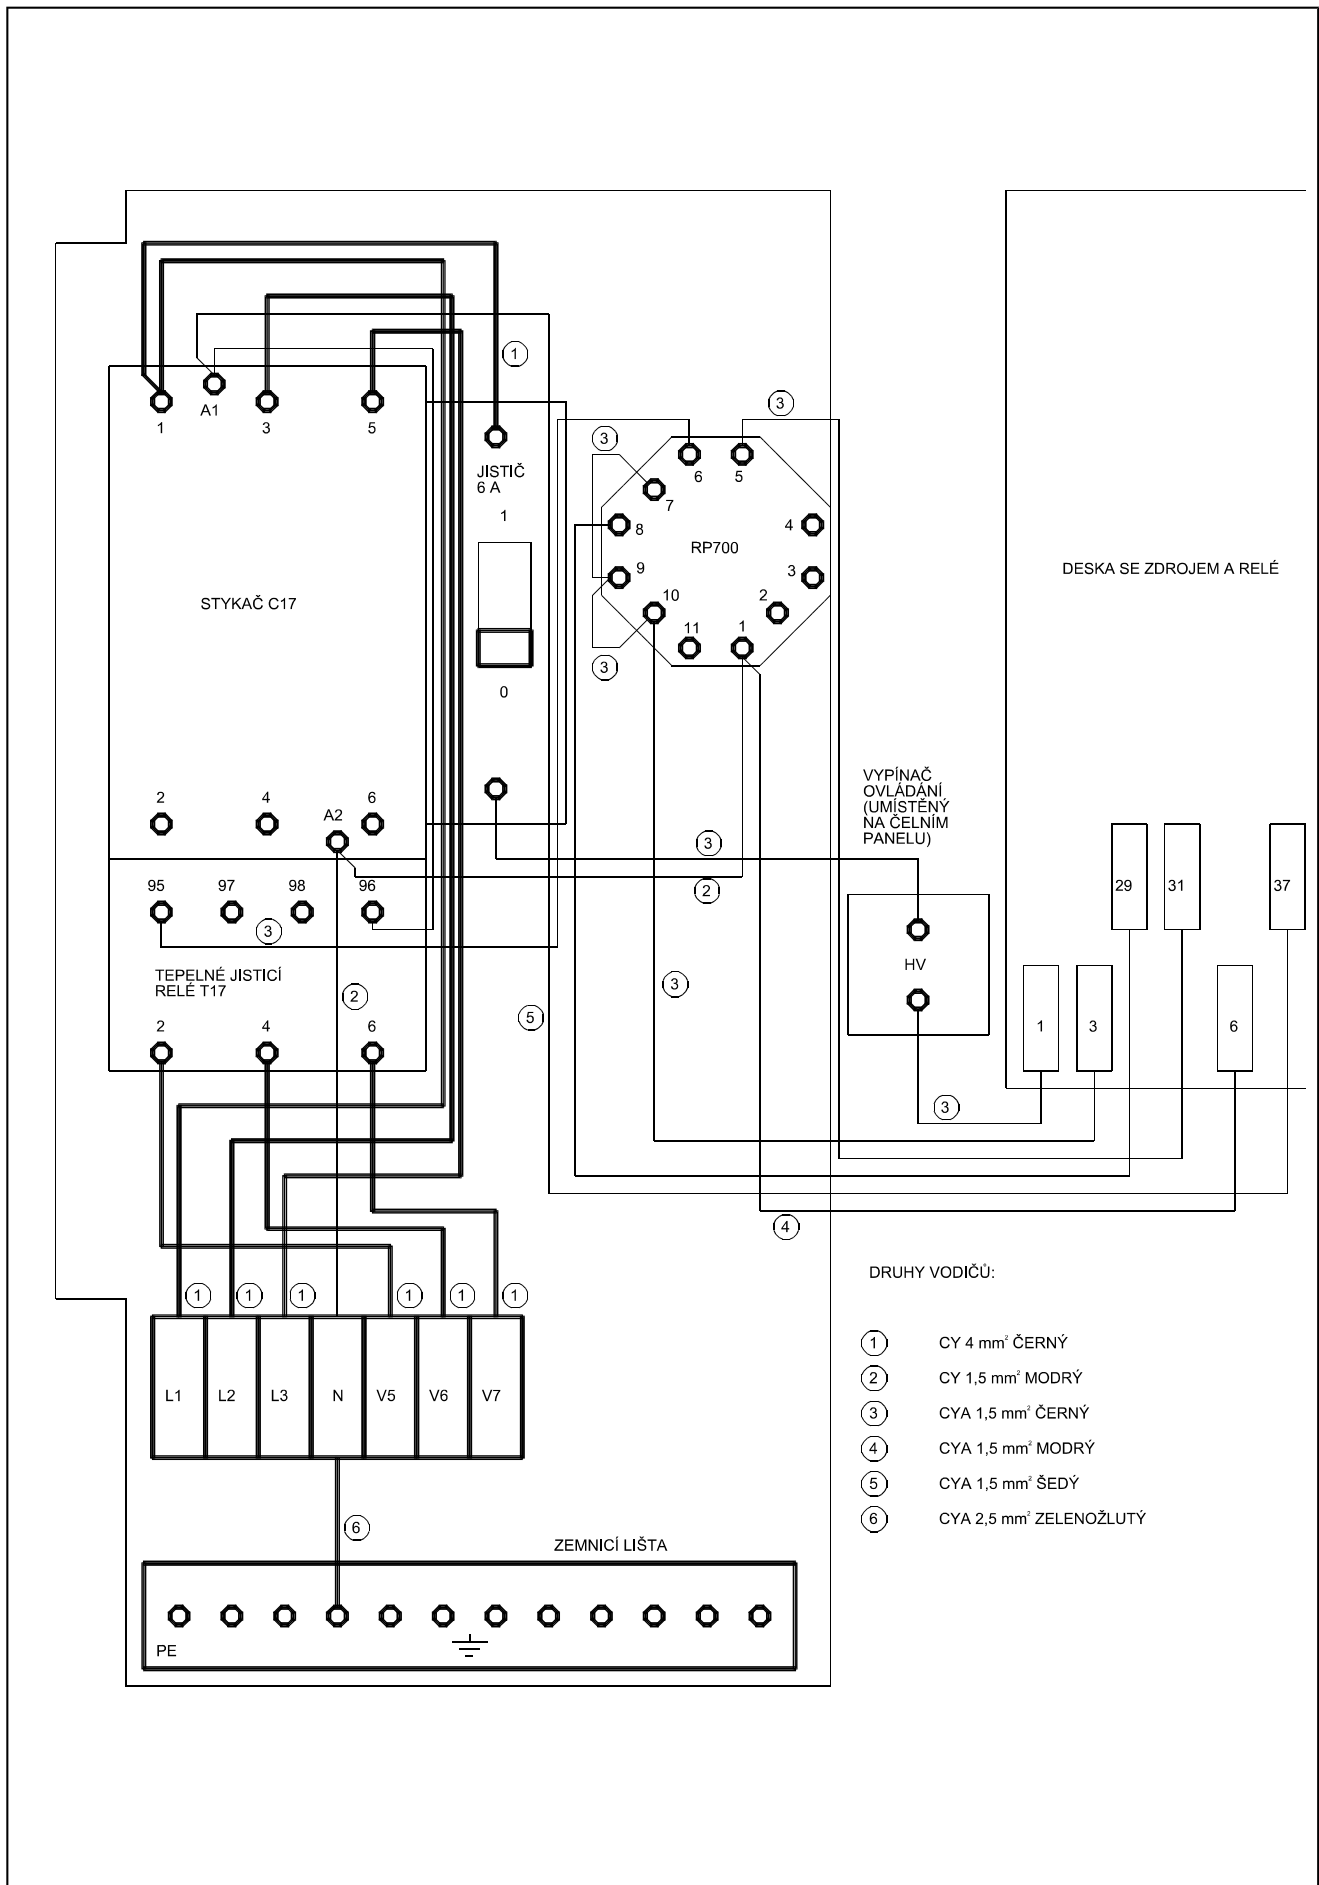 1
3
A1
1
3
5
3
6
5
JISTIČ
6 A
7
1
8
4
RP700
9
3
DESKA SE ZDROJEM A RELÉ
10
2
STYKAČ C17
11
1
3
0
VYPÍNAČ
OVLÁDÁNÍ
(UMÍSTĚNÝ
NA ČELNÍM
PANELU)
2
4
A2
6
3
2
95
97
98
96
29
31
37
3
HV
TEPELNÉ JISTICÍ
RELÉ T17
2
3
5
2
4
6
1
3
6
3
4
DRUHY VODIČŮ:
1
1
1
1
1
1
1 CY 4 mm² ČERNÝ
2 CY 1,5 mm² MODRÝ
L1 L2 L3 N V5 V6 V7
3 CYA 1,5 mm² ČERNÝ
4 CYA 1,5 mm² MODRÝ
5 CYA 1,5 mm² ŠEDÝ
6 CYA 2,5 mm² ZELENOŽLUTÝ
6
ZEMNICÍ LIŠTA
PE